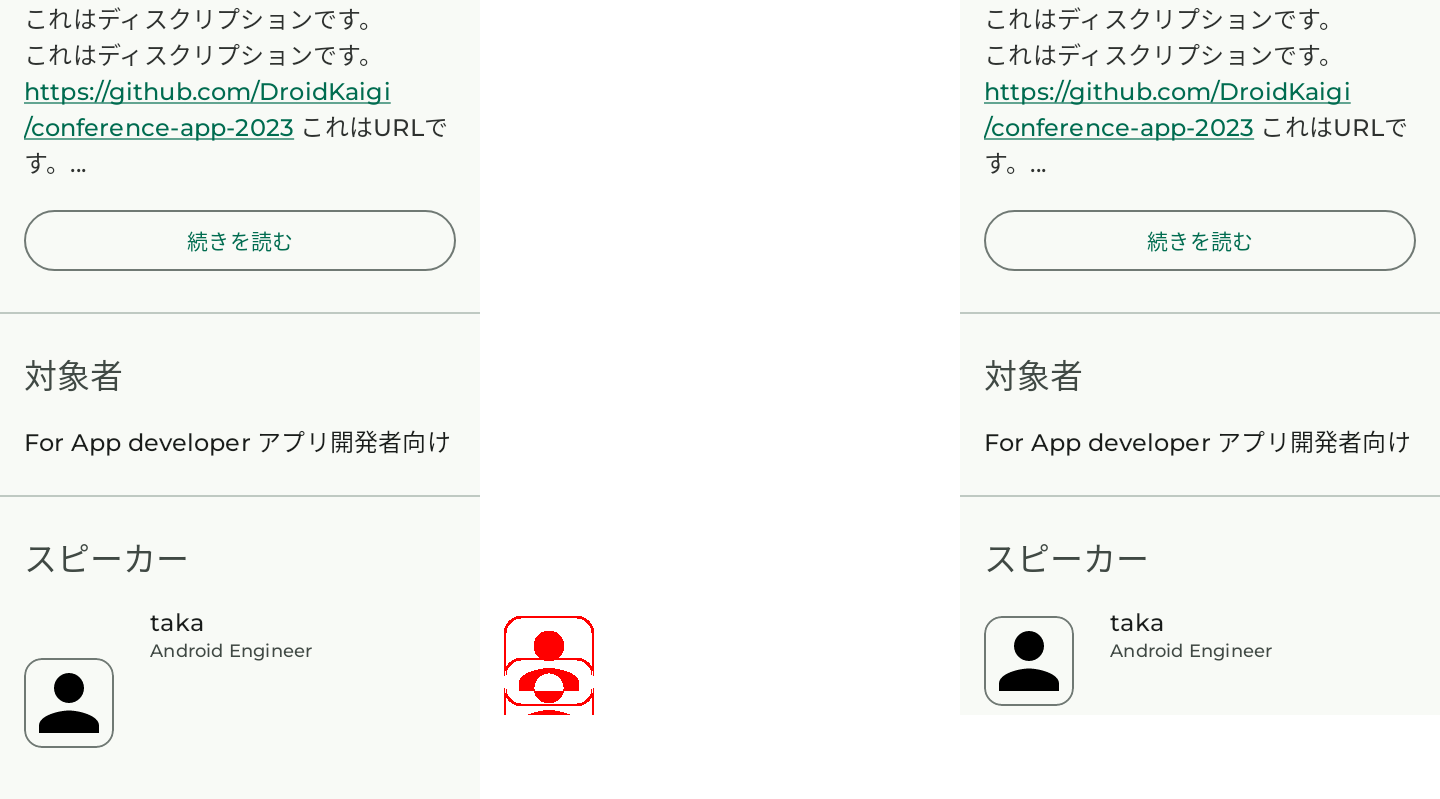 これはディスクリプションです。
これはディスクリプションです。
https://github.com/DroidKaigi
/conference-app-2023 これはURLで
す。...
続きを読む
対象者
For App developer アプリ開発者向け
スピーカー
taka
Android Engineer
これはディスクリプションです。
これはディスクリプションです。
https://github.com/DroidKaigi
/conference-app-2023 これはURLで
す。...
続きを読む
対象者
For App developer アプリ開発者向け
スピーカー
taka
Android Engineer